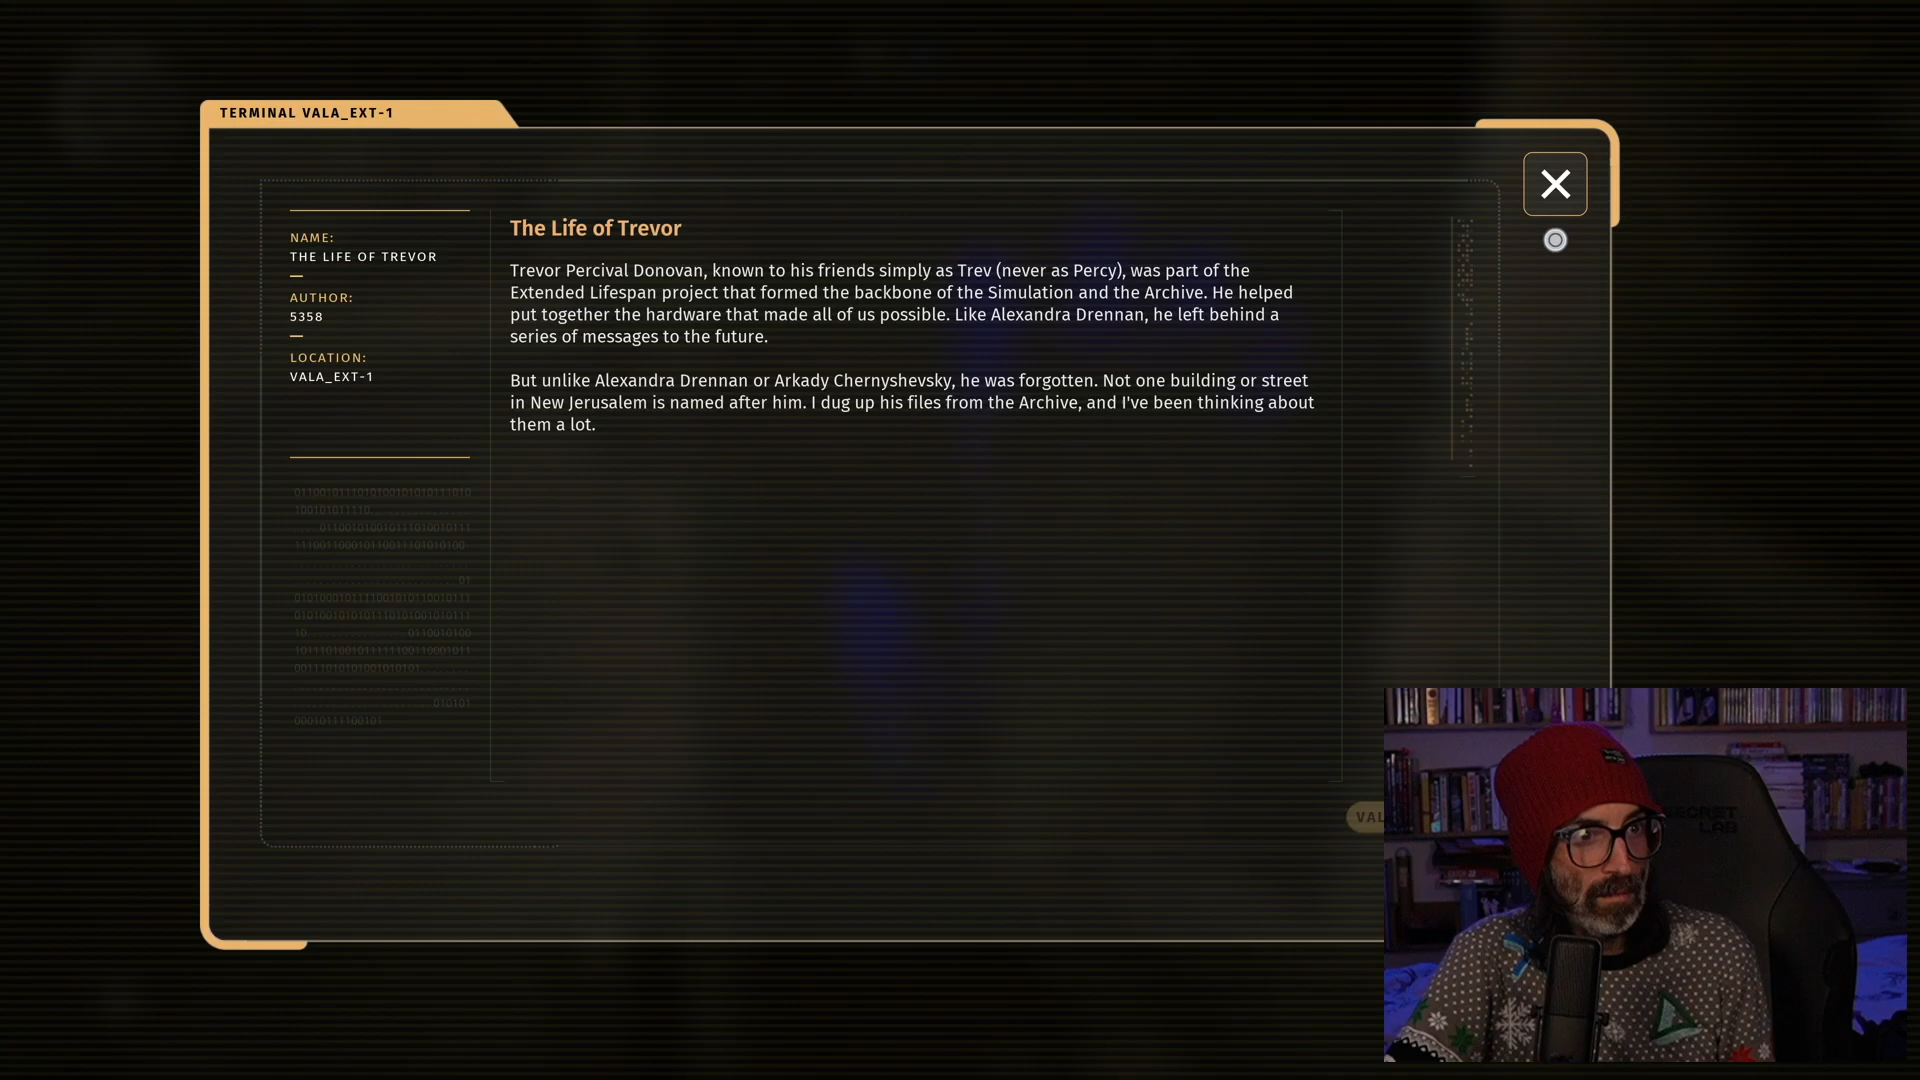 TERMINAL VALA_EXT-1
NAME:
THE LIFE OF TREVOR
AUTHOR:
5358
LOCATION:
VALA_EXT-1
The Life of Trevor
Trevor Percival Donovan, known to his friends simply as Trev (never as Percy), was part of the
Extended Lifespan project that formed the backbone of the Simulation and the Archive. He helped
put together the hardware that made all of us possible. Like Alexandra Drennan, he left behind a
series of messages to the future.
But unlike Alexandra Drennan or Arkady Chernyshevsky, he was forgotten. Not one building or street
in New Jerusalem is named after him. I dug up his files from the Archive, and I've been thinking about
them a lot.
VAL
SECRET
LAB